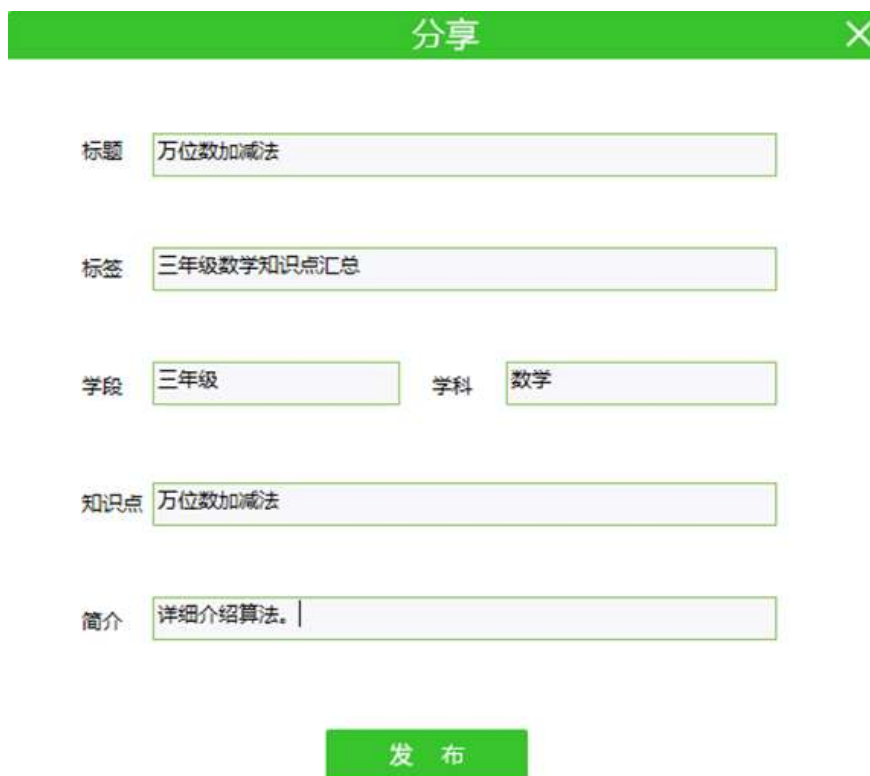 分享
标题 万位数加减法
标签 三年级数学知识点汇总
学段 三年级 学科 数学
知识点 万位数加减法
简介 详细介绍算法。
发 布